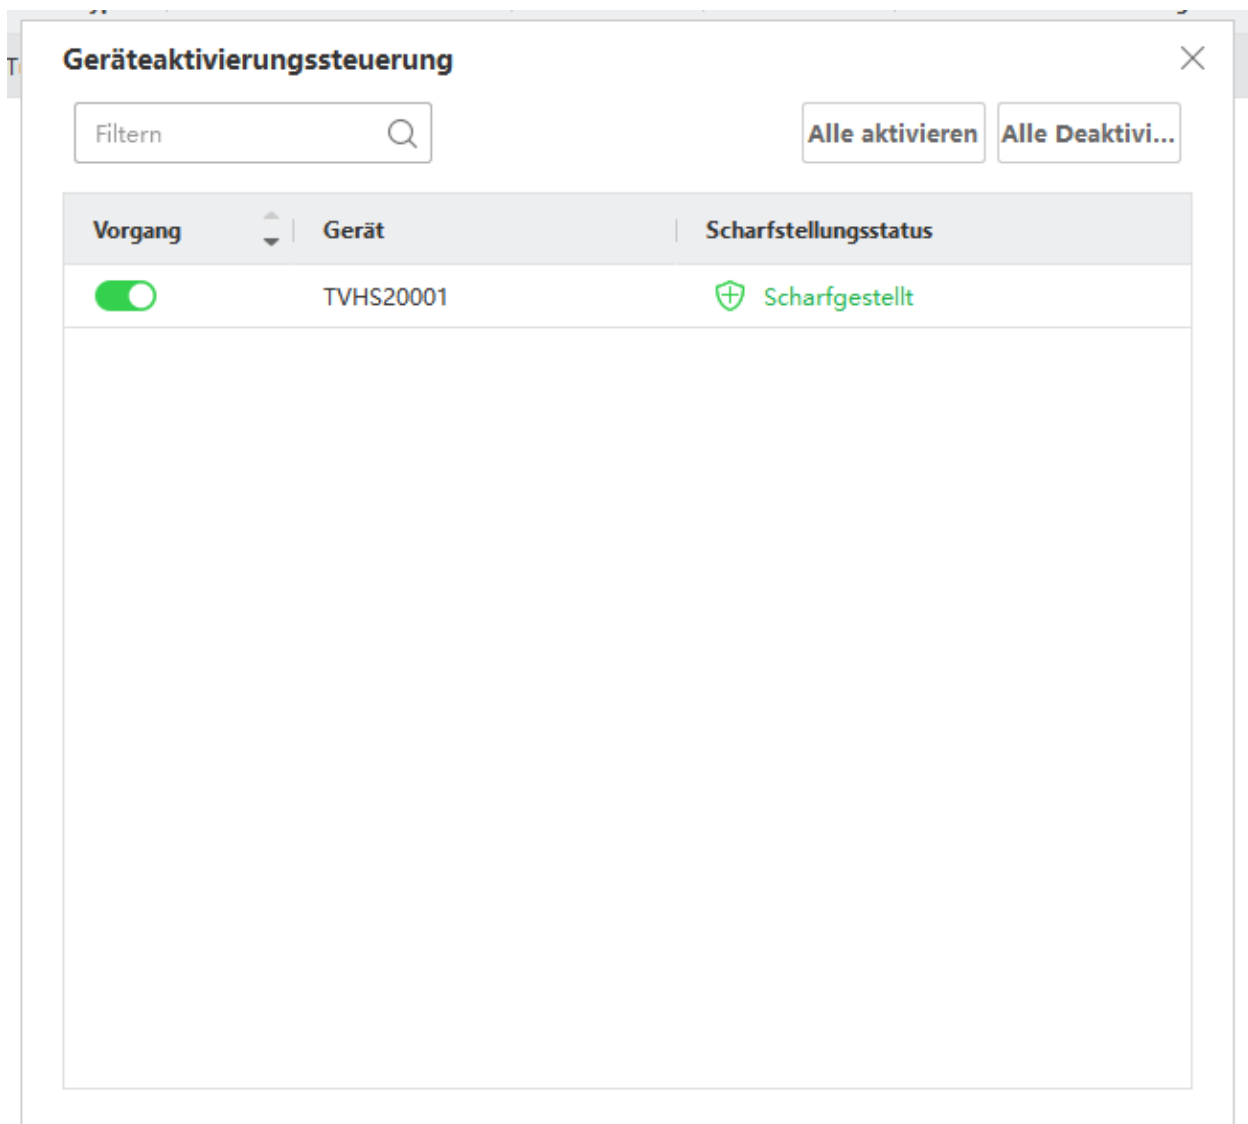 Geräteaktivierungssteuerung
Filtern
Alle aktivieren
Alle Deaktivi...
Vorgang
Gerät
Scharfstellungsstatus
TVHS20001
Scharfgestellt